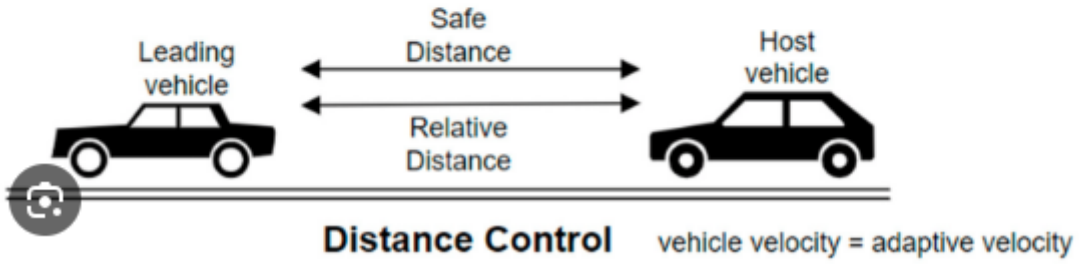 Safe
Distance
Leading
vehicle
Host
vehicle
Relative
Distance
Distance Control
vehicle velocity = adaptive velocity